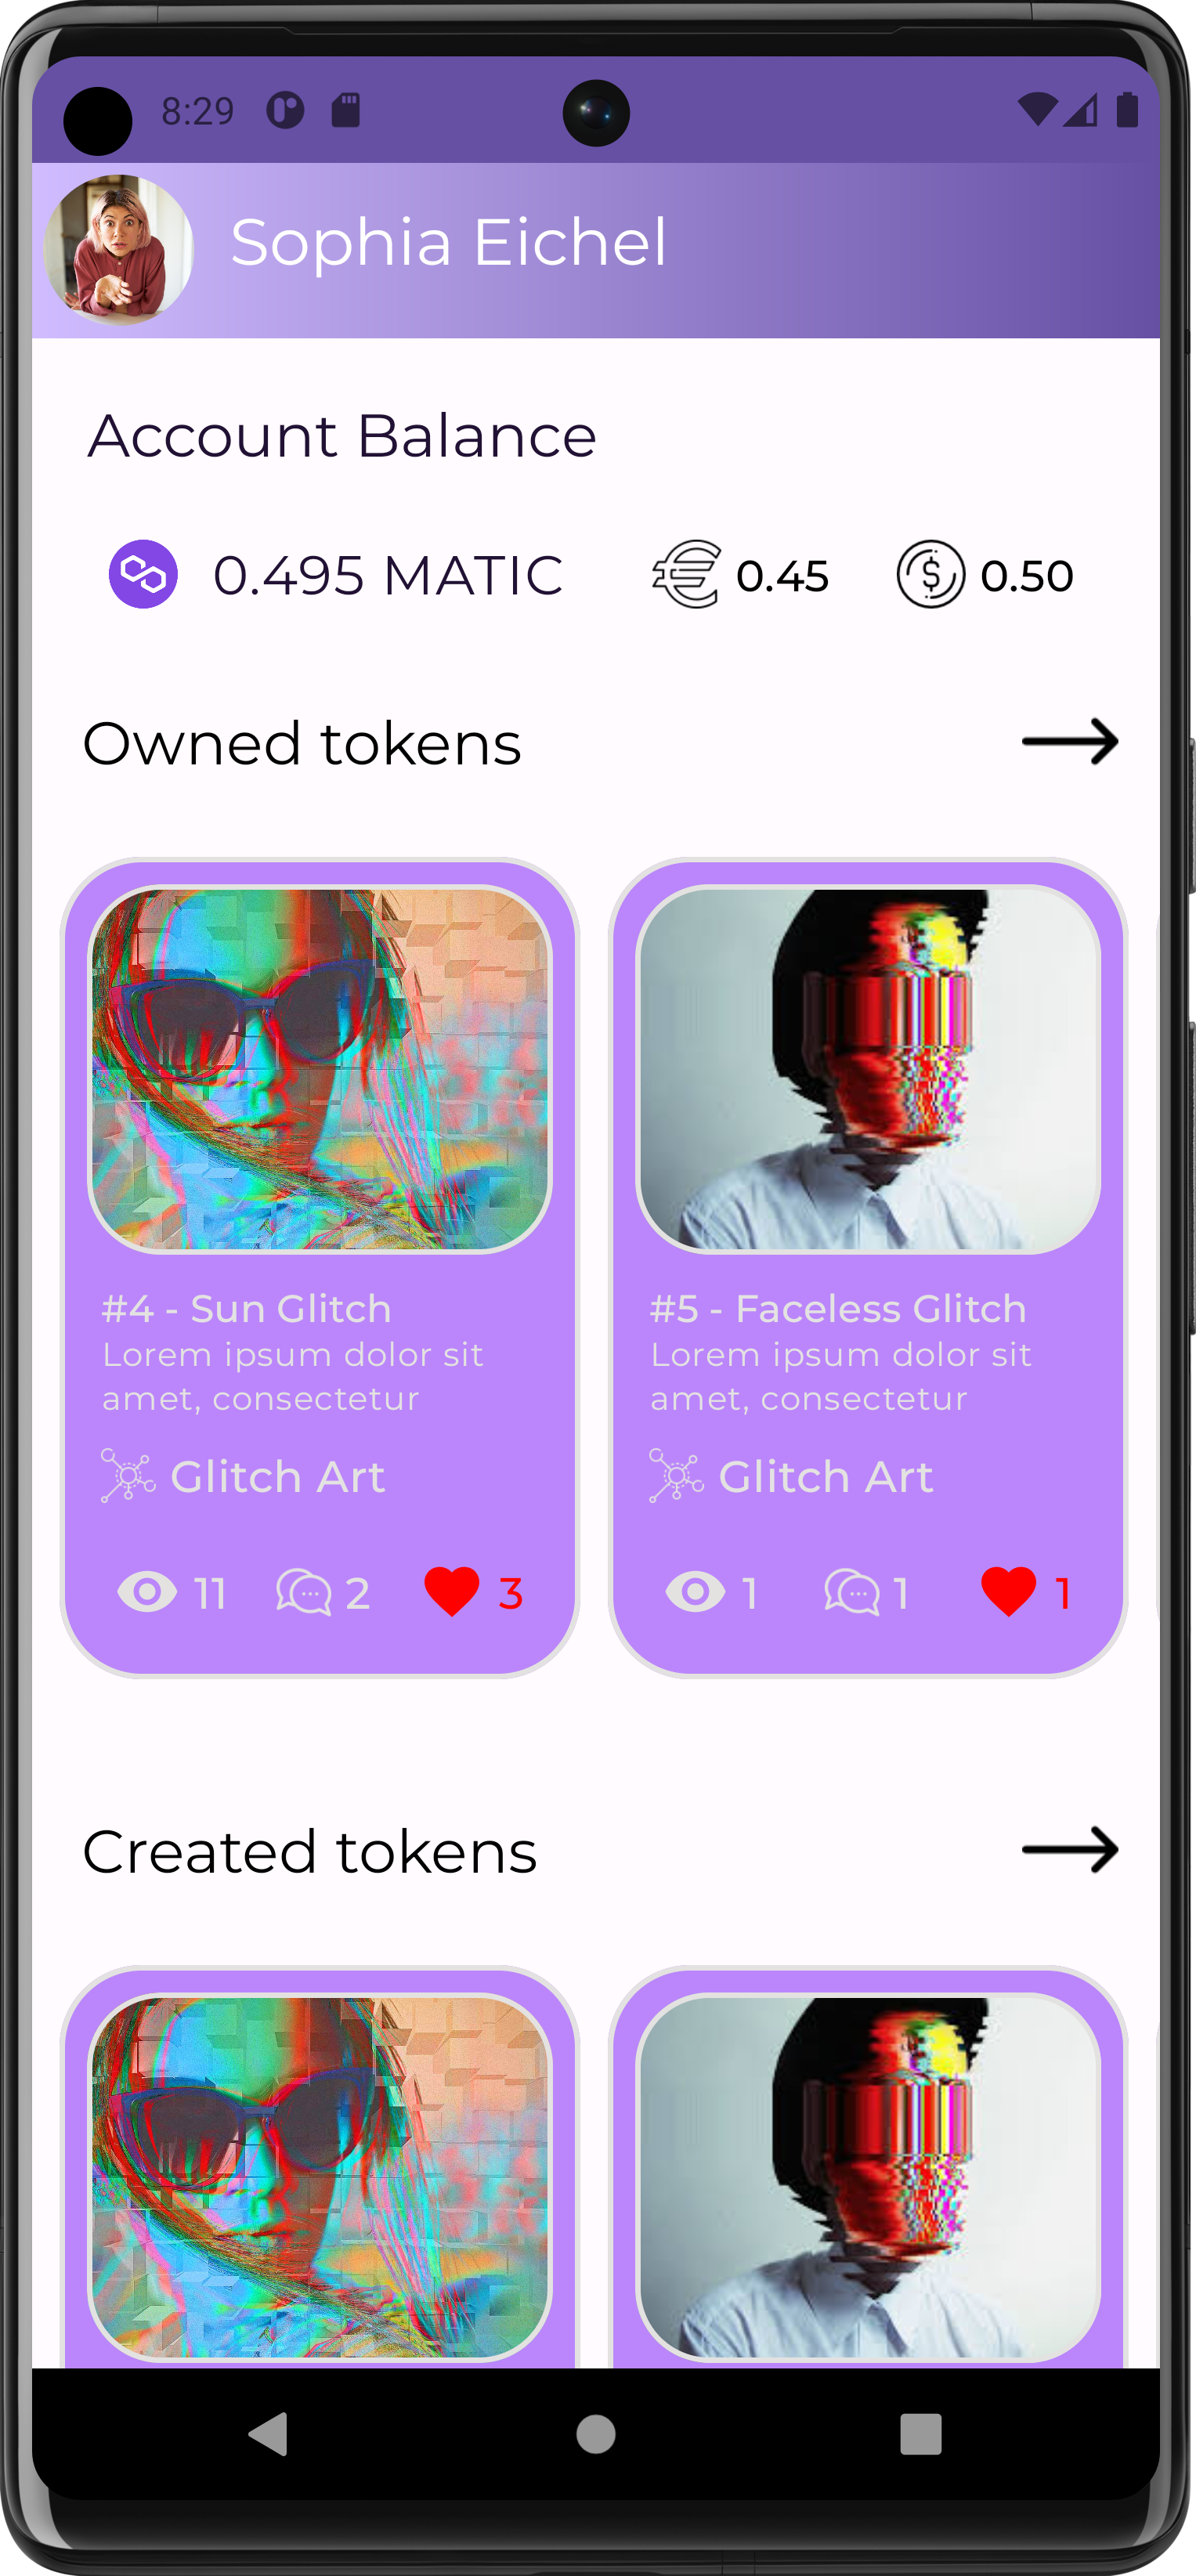 8:29
Sophia Eichel
Account Balance
0.495 MATIC
0.45
0.50
Owned tokens
#4 - Sun Glitch
Lorem ipsum dolor sit
amet, consectetur
Glitch Art
11
2
3
#5 - Faceless Glitch
Lorem ipsum dolor sit
amet, consectetur
Glitch Art
1
1
1
Created tokens